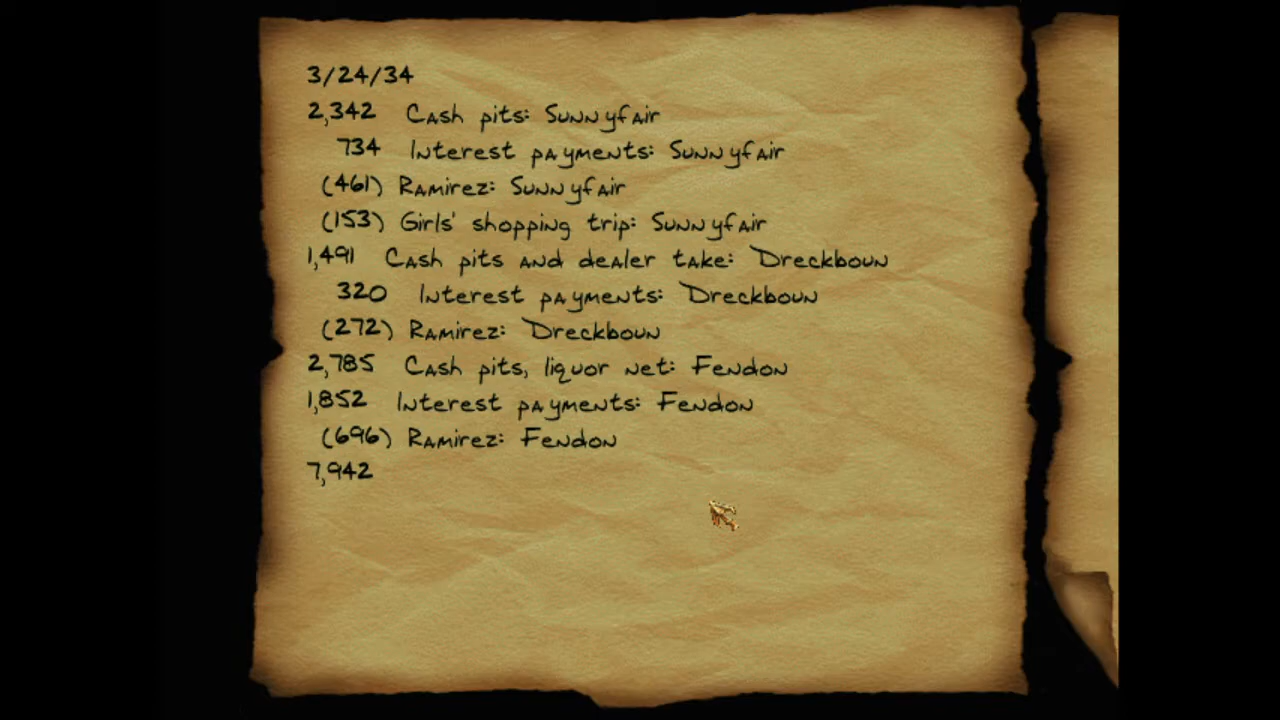 3/24/34
2,342 Cash pits: Sunnyfair
734 Interest payments: Sunnyfair
(461) Ramirez: Sunnyfair
(153) Girls' shopping trip: Sunnyfair
1,491 Cash pits and dealer take: Dreckboun
320 Interest payments: Dreckboun
(272) Ramirez: Dreckboun
2,785 Cash pits, liquor net: Fendon
1,852 Interest payments: Fendon
(696) Ramirez: Fendon
7,942